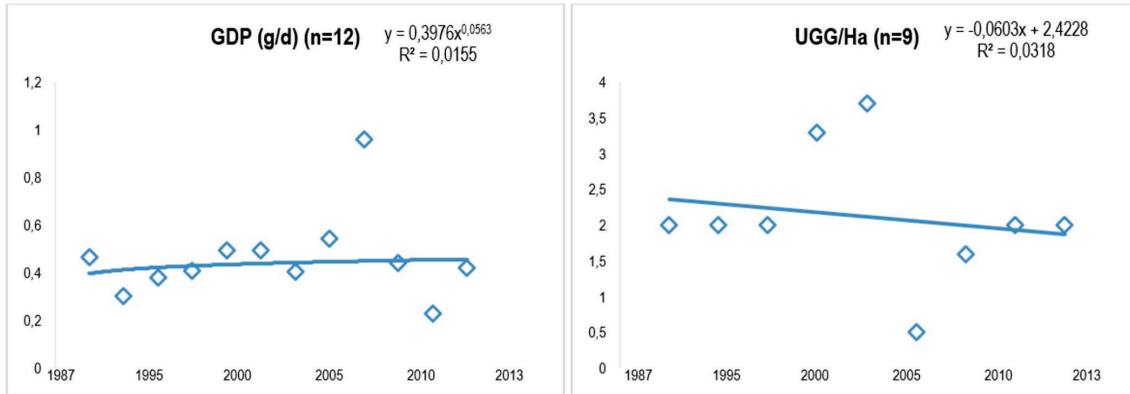 GDP (g/d) (n=12)
y = 0,3976x^0,0563
R² = 0,0155
1,2
1
0,8
0,6
0,4
0,2
0
1987 1995 2000 2005 2010 2013
UGG/Ha (n=9)
y = -0,0603x + 2,4228
R² = 0,0318
4
3,5
3
2,5
2
1,5
1
0,5
0
1987 1995 2000 2005 2010 2013